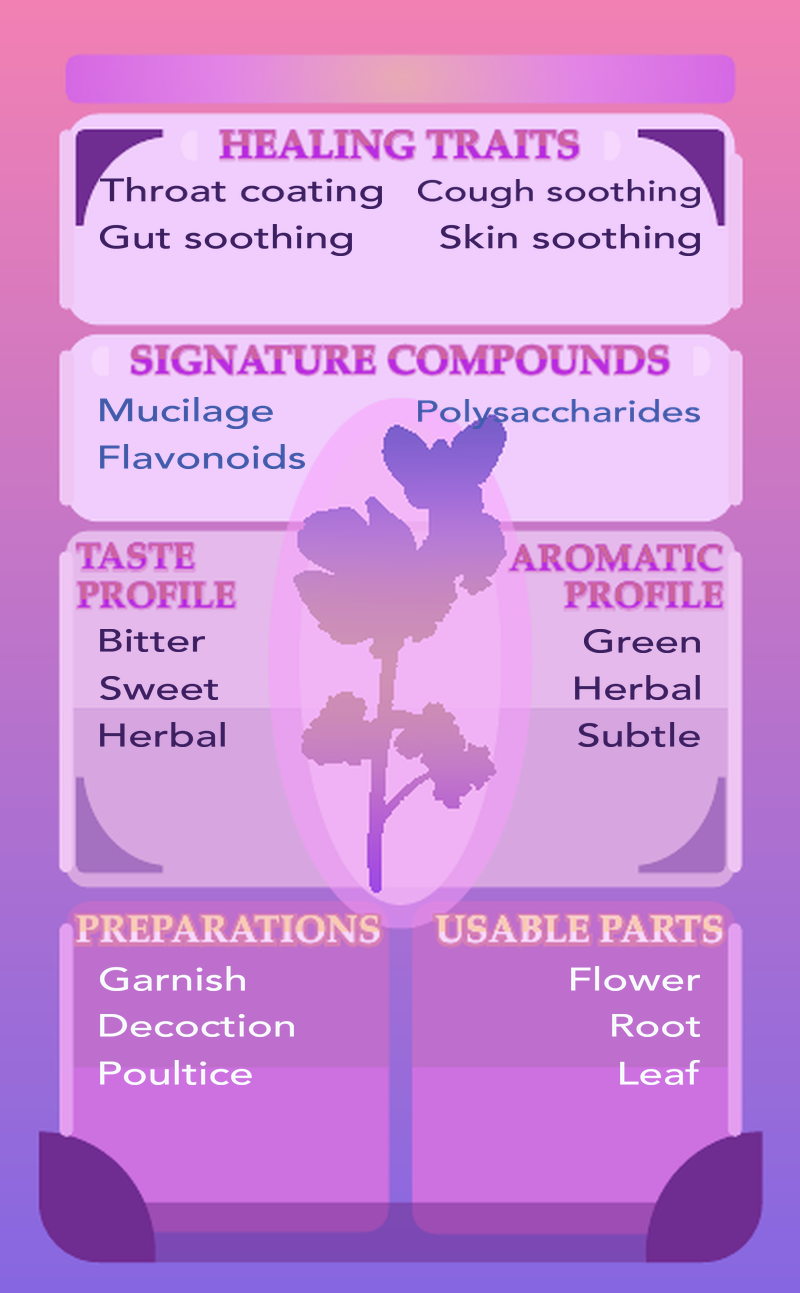 HEALING TRAITS
Throat coating Cough soothing
Gut soothing Skin soothing
SIGNATURE COMPOUNDS
Mucilage Polysaccharides
Flavonoids
TASTE
PROFILE
Bitter
Sweet
Herbal
AROMATIC
PROFILE
Green
Herbal
Subtle
PREPARATIONS
Garnish
Decoction
Poultice
USABLE PARTS
Flower
Root
Leaf